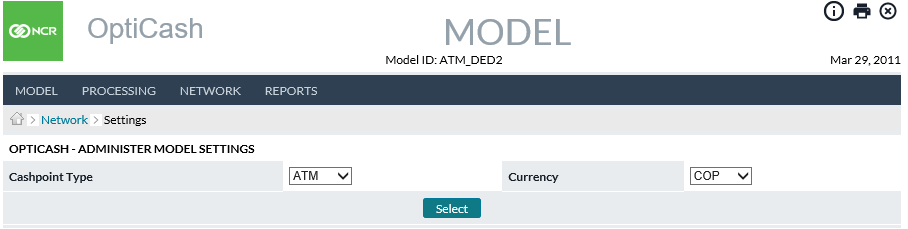 NCR OptiCash MODEL
Model ID: ATM_DED2 Mar 29, 2011
MODEL PROCESSING NETWORK REPORTS
Network Settings
OPTICASH - ADMINISTER MODEL SETTINGS
Cashpoint Type ATM Currency COP
Select